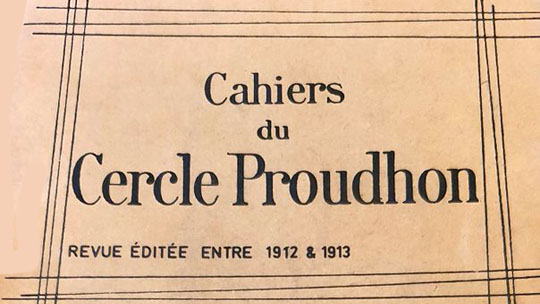 Cahiers
du
Cercle Proudhon
REVUE ÉDITÉE ENTRE 1912 & 1913